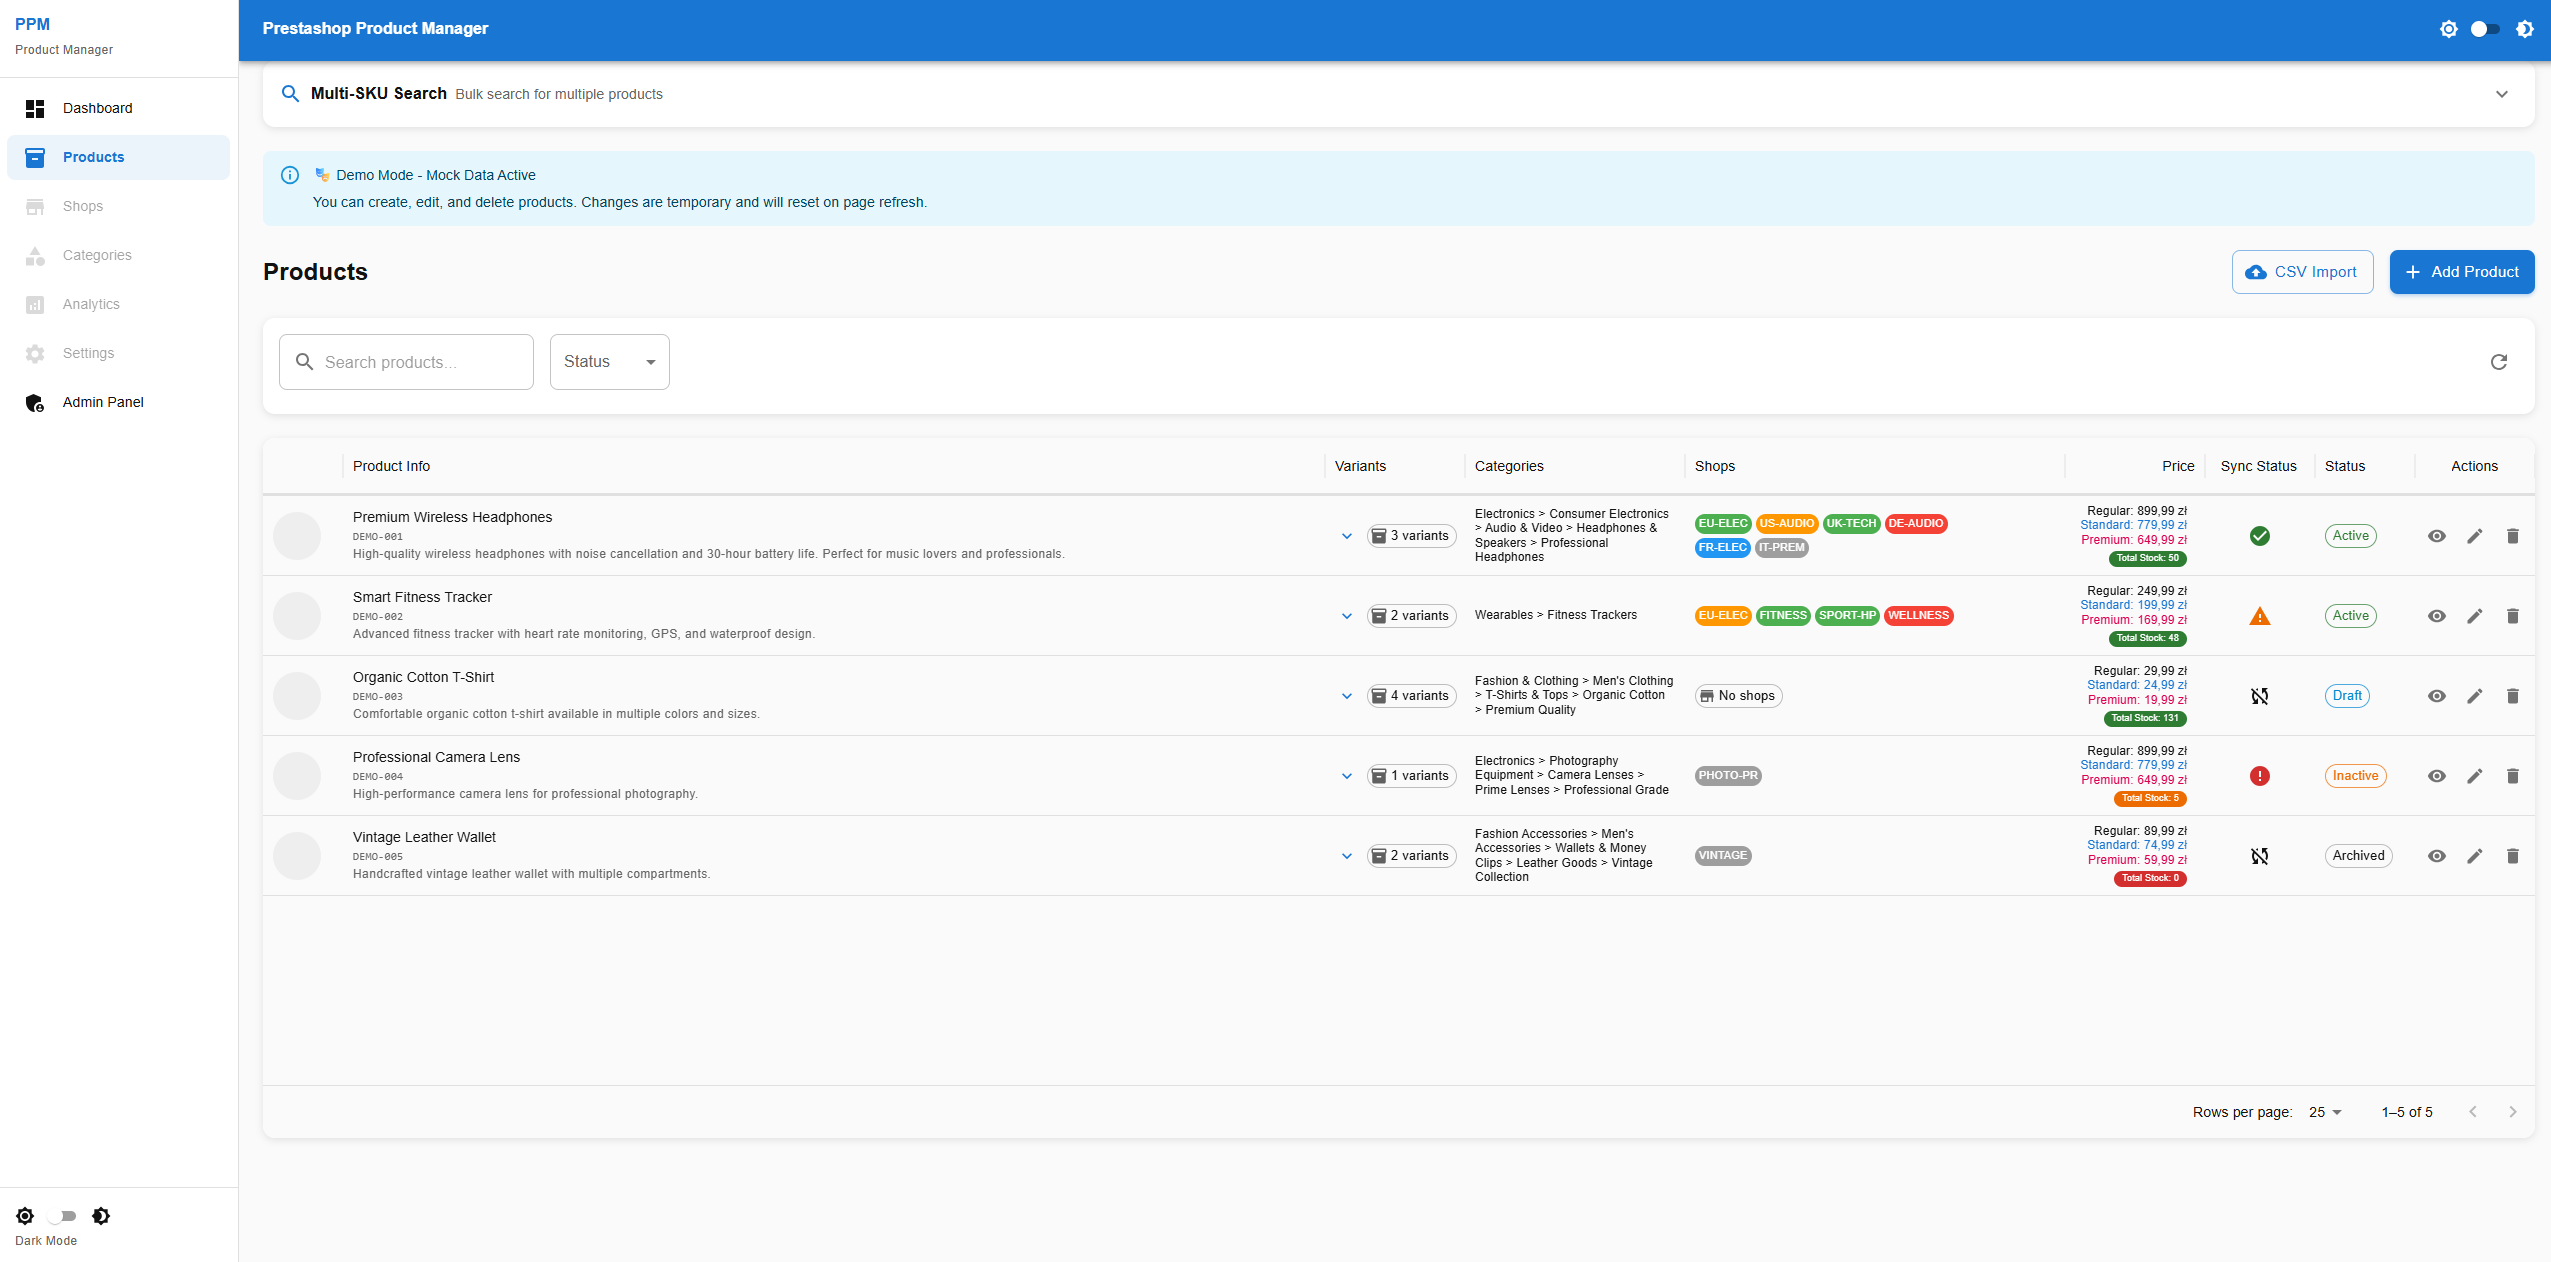 PPM
Product Manager
Dashboard
Products
Shops
Categories
Analytics
Settings
Admin Panel
Dark Mode
Prestashop Product Manager
Multi-SKU Search Bulk search for multiple products
Demo Mode - Mock Data Active
You can create, edit, and delete products. Changes are temporary and will reset on page refresh.
Products
CSV Import
Add Product
Search products...
Status
Product Info Variants Categories Shops Price Sync Status Status Actions
Premium Wireless Headphones
DEMO-001
High-quality wireless headphones with noise cancellation and 30-hour battery life. Perfect for music lovers and professionals.
3 variants
Electronics > Consumer Electronics
> Audio & Video > Headphones &
Speakers > Professional
Headphones
EU-ELEC US-AUDIO UK-TECH DE-AUDIO
FR-ELEC IT-PREM
Regular: 899,99 zł
Standard: 779,99 zł
Premium: 649,99 zł
Total Stock: 50
Active
Smart Fitness Tracker
DEMO-002
Advanced fitness tracker with heart rate monitoring, GPS, and waterproof design.
2 variants
Wearables > Fitness Trackers
EU-ELEC FITNESS SPORT-HP WELLNESS
Regular: 249,99 zł
Standard: 199,99 zł
Premium: 169,99 zł
Total Stock: 48
Active
Organic Cotton T-Shirt
DEMO-003
Comfortable organic cotton t-shirt available in multiple colors and sizes.
4 variants
Fashion & Clothing > Men's Clothing
> T-Shirts & Tops > Organic Cotton
> Premium Quality
No shops
Regular: 29,99 zł
Standard: 24,99 zł
Premium: 19,99 zł
Total Stock: 131
Draft
Professional Camera Lens
DEMO-004
High-performance camera lens for professional photography.
1 variants
Electronics > Photography
Equipment > Camera Lenses >
Prime Lenses > Professional Grade
PHOTO-PR
Regular: 899,99 zł
Standard: 779,99 zł
Premium: 649,99 zł
Total Stock: 5
Inactive
Vintage Leather Wallet
DEMO-005
Handcrafted vintage leather wallet with multiple compartments.
2 variants
Fashion Accessories > Men's
Accessories > Wallets & Money
Clips > Leather Goods > Vintage
Collection
VINTAGE
Regular: 89,99 zł
Standard: 74,99 zł
Premium: 59,99 zł
Total Stock: 0
Archived
Rows per page: 25 1–5 of 5